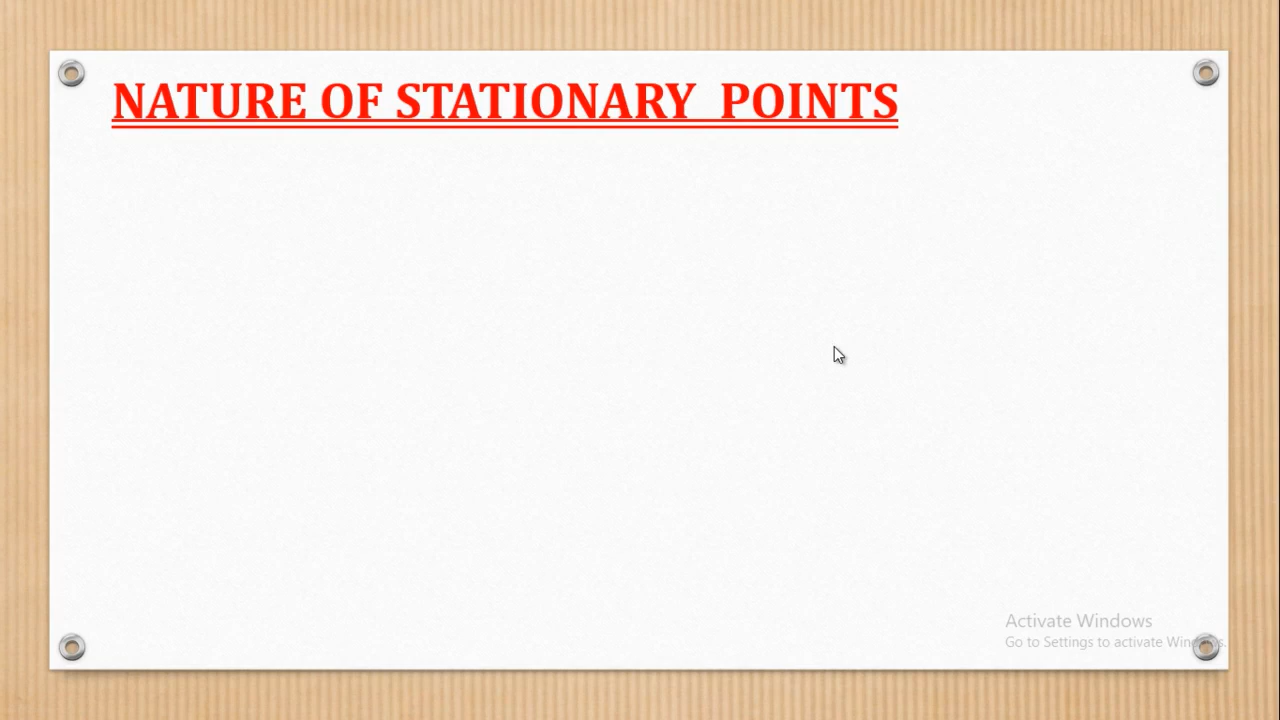 NATURE OF STATIONARY POINTS
Activate Windows
Go to Settings to activate Windows.